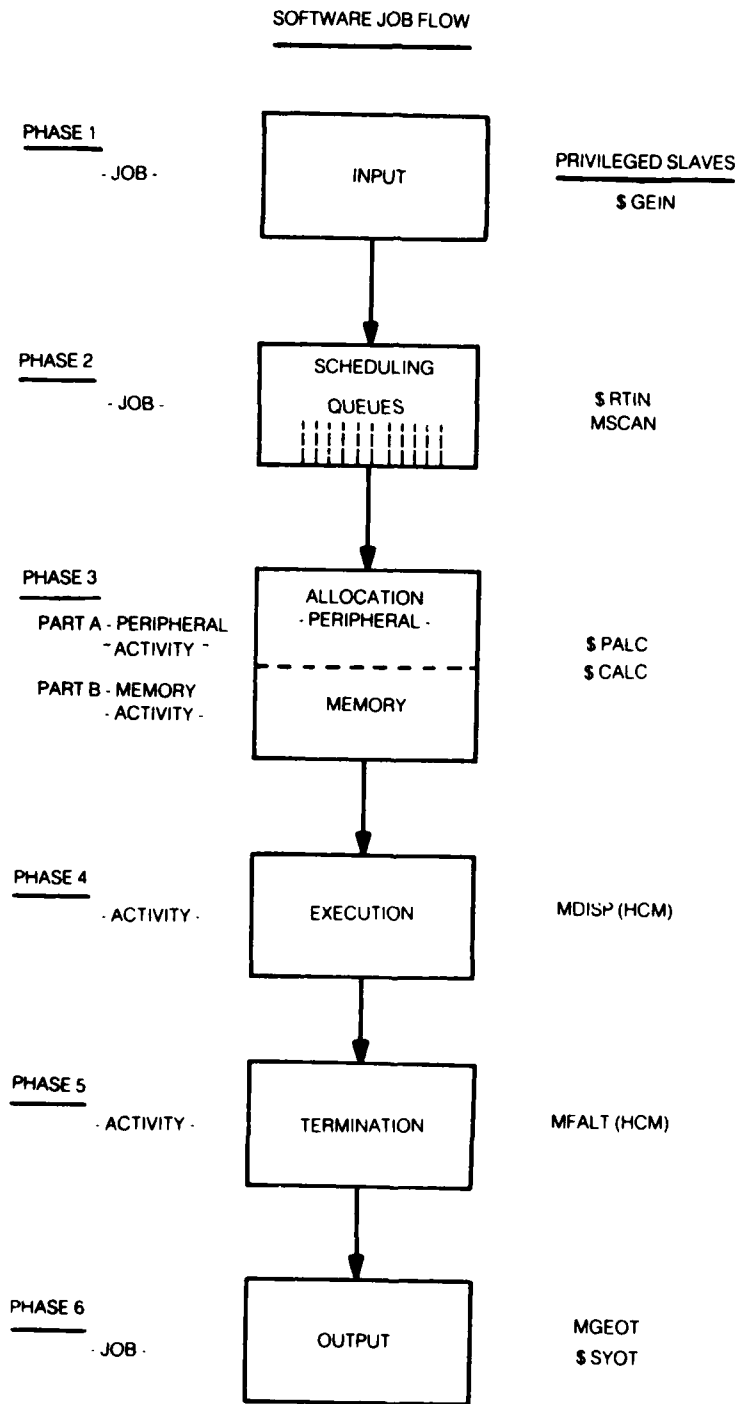 SOFTWARE JOB FLOW
PHASE 1
- JOB -
INPUT
PRIVILEGED SLAVES
$ GEIN
PHASE 2
- JOB -
SCHEDULING
QUEUES
$ RTIN
MSCAN
PHASE 3
PART A - PERIPHERAL
- ACTIVITY -
PART B - MEMORY
- ACTIVITY -
ALLOCATION
- PERIPHERAL -
MEMORY
$ PALC
$ CALC
PHASE 4
- ACTIVITY -
EXECUTION
MDISP (HCM)
PHASE 5
- ACTIVITY -
TERMINATION
MFALT (HCM)
PHASE 6
- JOB -
OUTPUT
MGEOT
$ SYOT